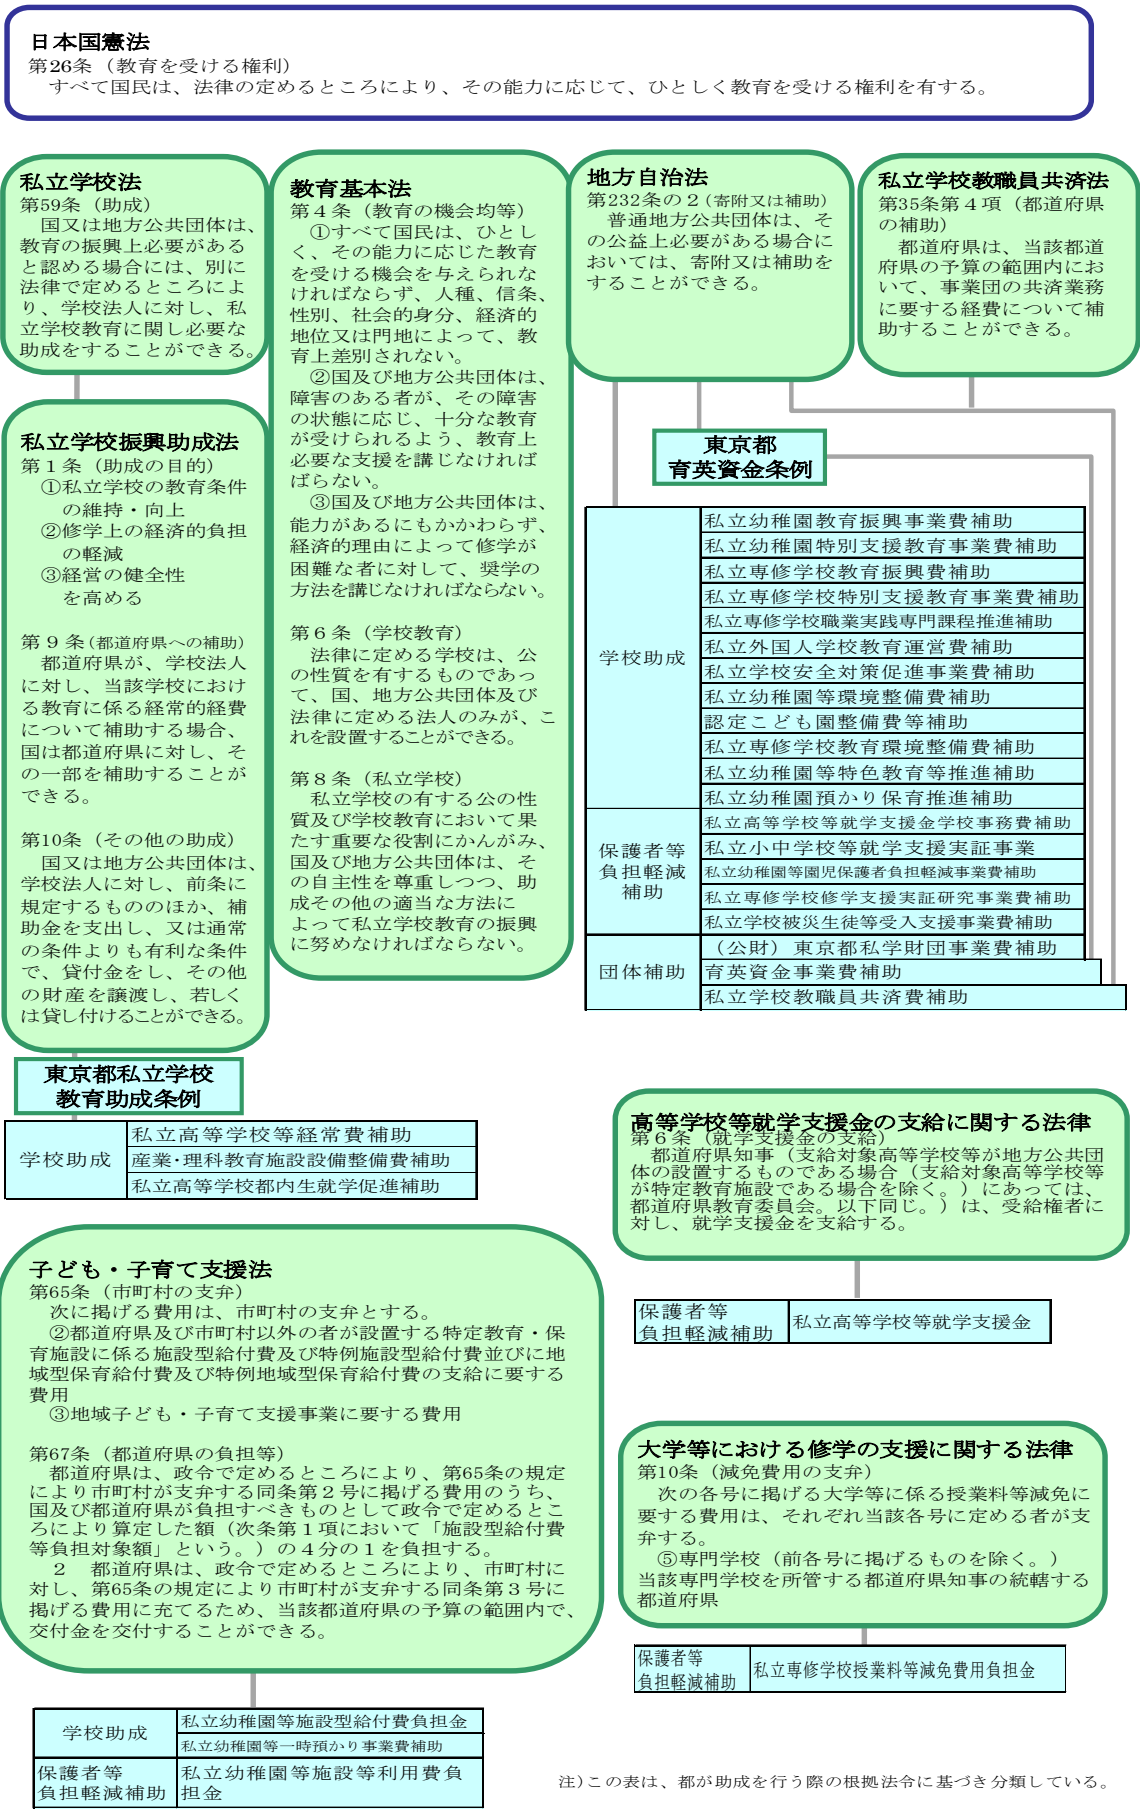 日本国憲法
第26条（教育を受ける権利）
すべて国民は、法律の定めるところにより、その能力に応じて、ひとしく教育を受ける権利を有する。
私立学校法
第59条（助成）
国又は地方公共団体は、
教育の振興上必要がある
と認める場合には、別に
法律で定めるところによ
り、学校法人に対し、私
立学校教育に関し必要な
助成をすることができる。
私立学校振興助成法
第１条（助成の目的）
①私立学校の教育条件
の維持・向上
②修学上の経済的負担
の軽減
③経営の健全性
を高める
第９条（都道府県への補助）
都道府県が、学校法人
に対し、当該学校におけ
る教育に係る経常的経費
について補助する場合、
国は都道府県に対し、そ
の一部を補助することが
できる。
第10条（その他の助成）
国又は地方公共団体は、
学校法人に対し、前条に
規定するもののほか、補
助金を支出し、又は通常
の条件よりも有利な条件
で、貸付金をし、その他
の財産を譲渡し、若しく
は貸し付けることができる。
東京都私立学校
教育助成条例
学校助成
私立高等学校等経常費補助
産業･理科教育施設設備整備費補助
私立高等学校都内生就学促進補助
教育基本法
第４条（教育の機会均等）
①すべて国民は、ひとし
く、その能力に応じた教育
を受ける機会を与えられな
ければならず、人種、信条、
性別、社会的身分、経済的
地位又は門地によって、教
育上差別されない。
②国及び地方公共団体は、
障害のある者が、その障害
の状態に応じ、十分な教育
が受けられるよう、教育上
必要な支援を講じなければ
ばらない。
③国及び地方公共団体は、
能力があるにもかかわらず、
経済的理由によって修学が
困難な者に対して、奨学の
方法を講じなければならない。
第６条（学校教育）
法律に定める学校は、公
の性質を有するものであっ
て、国、地方公共団体及び
法律に定める法人のみが、こ
れを設置することができる。
第８条（私立学校）
私立学校の有する公の性
質及び学校教育において果
たす重要な役割にかんがみ、
国及び地方公共団体は、そ
の自主性を尊重しつつ、助
成その他の適当な方法に
よって私立学校教育の振興
に努めなければならない。
地方自治法
第232条の２（寄附又は補助）
普通地方公共団体は、そ
の公益上必要がある場合に
おいては、寄附又は補助を
することができる。
私立学校教職員共済法
第35条第４項（都道府県
の補助）
都道府県は、当該都道
府県の予算の範囲内にお
いて、事業団の共済業務
に要する経費について補
助することができる。
東京都
育英資金条例
学校助成
私立幼稚園教育振興事業費補助
私立幼稚園特別支援教育事業費補助
私立専修学校教育振興費補助
私立専修学校特別支援教育事業費補助
私立専修学校職業実践専門課程推進補助
私立外国人学校教育運営費補助
私立学校安全対策促進事業費補助
私立幼稚園等環境整備費補助
認定こども園整備費等補助
私立専修学校教育環境整備費補助
私立幼稚園等特色教育等推進補助
私立幼稚園預かり保育推進補助
保護者等
負担軽減
補助
私立高等学校等就学支援金学校事務費補助
私立小中学校等就学支援実証事業
私立幼稚園等園児保護者負担軽減事業費補助
私立専修学校修学支援実証研究事業費補助
私立学校被災生徒等受入支援事業費補助
団体補助
（公財）東京都私学財団事業費補助
育英資金事業費補助
私立学校教職員共済費補助
高等学校等就学支援金の支給に関する法律
第６条（就学支援金の支給）
都道府県知事（支給対象高等学校等が地方公共団
体の設置するものである場合（支給対象高等学校等
が特定教育施設である場合を除く。）にあっては、
都道府県教育委員会。以下同じ。）は、受給権者に
対し、就学支援金を支給する。
保護者等
負担軽減補助
私立高等学校等就学支援金
子ども・子育て支援法
第65条（市町村の支弁）
次に掲げる費用は、市町村の支弁とする。
②都道府県及び市町村以外の者が設置する特定教育・保
育施設に係る施設型給付費及び特例施設型給付費並びに地
域型保育給付費及び特例地域型保育給付費の支給に要する
費用
③地域子ども・子育て支援事業に要する費用
第67条（都道府県の負担等）
都道府県は、政令で定めるところにより、第65条の規定
により市町村が支弁する同条第２号に掲げる費用のうち、
国及び都道府県が負担すべきものとして政令で定めるとこ
ろにより算定した額（次条第１項において「施設型給付費
等負担対象額」という。）の４分の１を負担する。
２　都道府県は、政令で定めるところにより、市町村に
対し、第65条の規定により市町村が支弁する同条第３号に
掲げる費用に充てるため、当該都道府県の予算の範囲内で、
交付金を交付することができる。
学校助成
私立幼稚園等施設型給付費負担金
私立幼稚園等一時預かり事業費補助
保護者等
負担軽減補助
私立幼稚園等施設等利用費負
担金
大学等における修学の支援に関する法律
第10条（減免費用の支弁）
次の各号に掲げる大学等に係る授業料等減免に
要する費用は、それぞれ当該各号に定める者が支
弁する。
⑤専門学校（前各号に掲げるものを除く。）
当該専門学校を所管する都道府県知事の統轄する
都道府県
保護者等
負担軽減補助
私立専修学校授業料等減免費用負担金
注）この表は、都が助成を行う際の根拠法令に基づき分類している。